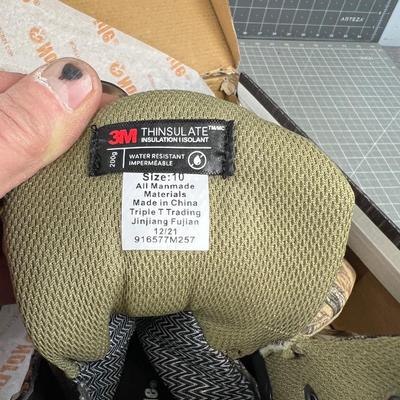 3M THINSULATE™/MC
INSULATION | ISOLANT
200g
WATER RESISTANT
IMPERMÉABLE
Size: 10
All Manmade
Materials
Made in China
Triple T Trading
Jinjiang Fujian
12/21
916577M257
ARTEZA